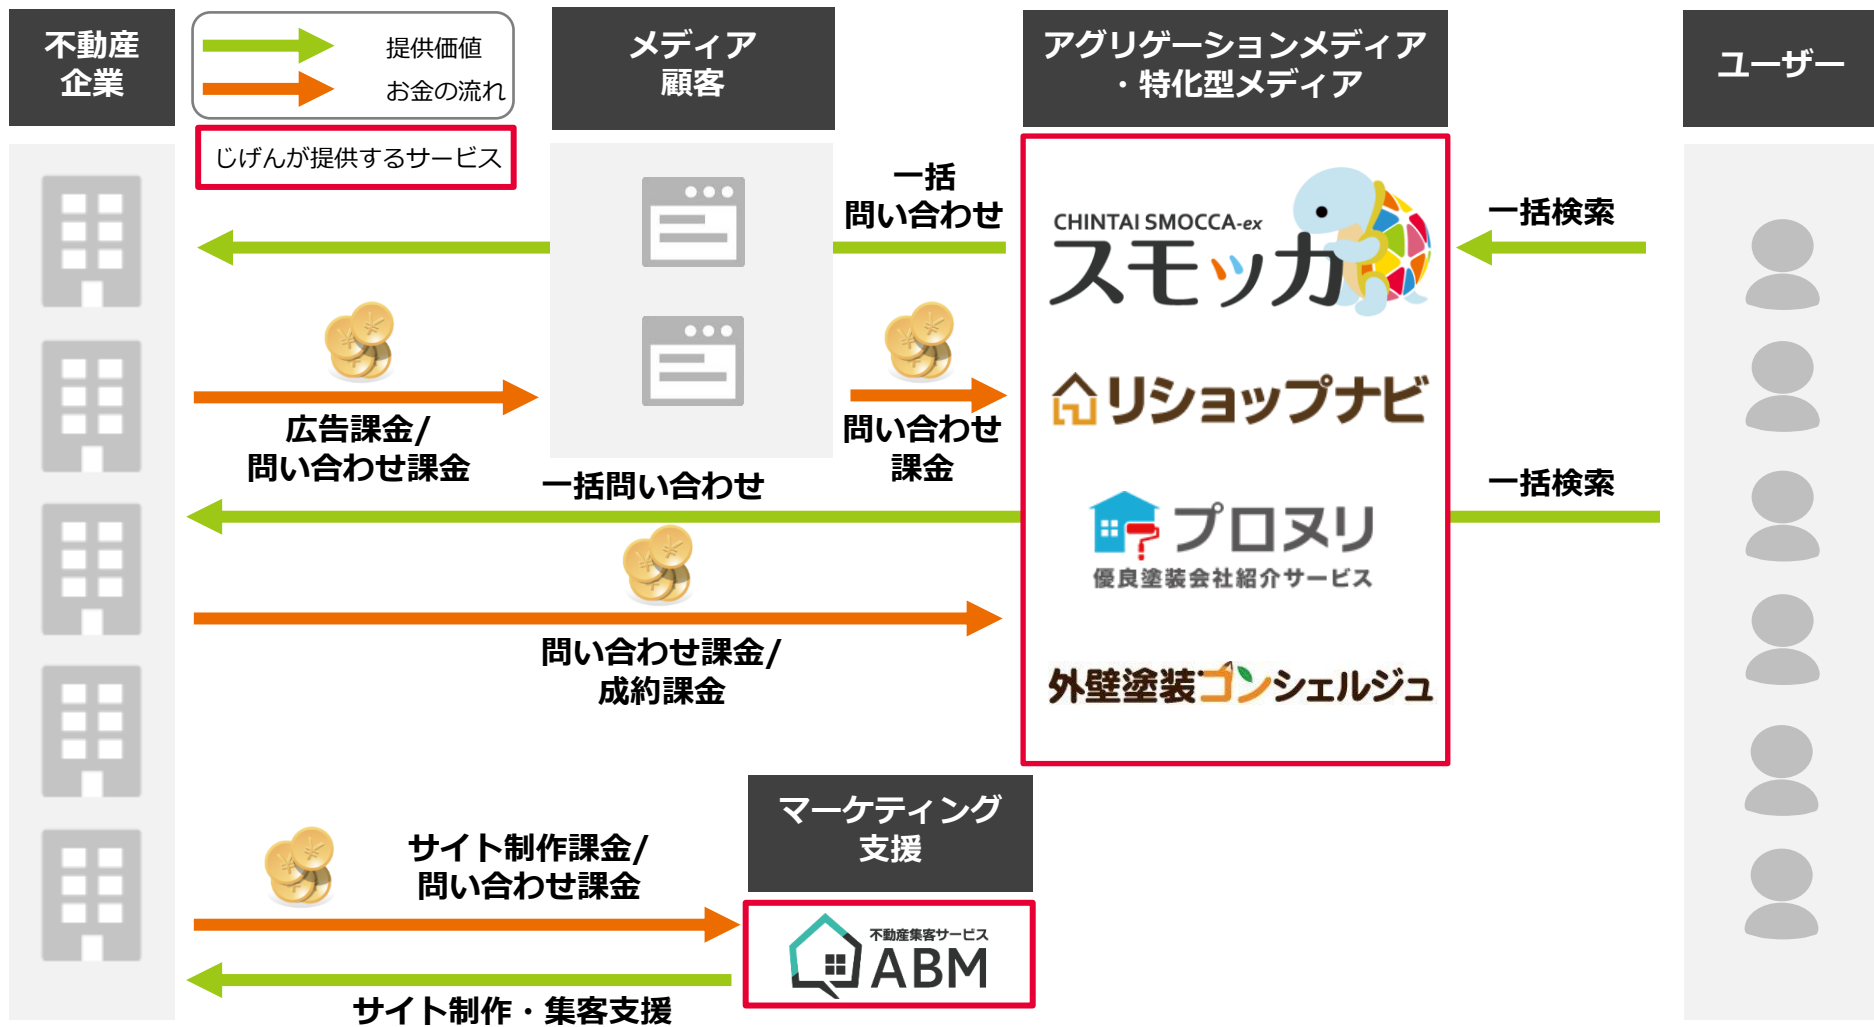 不動産
企業
提供価値
お金の流れ
じげんが提供するサービス
メディア
顧客
アグリゲーションメディア
・特化型メディア
ユーザー
一括
問い合わせ
CHINTAI SMOCCA-ex
スモッカ
一括検索
広告課金/
問い合わせ課金
問い合わせ
課金
リショップナビ
一括問い合わせ
一括検索
プロヌリ
優良塗装会社紹介サービス
問い合わせ課金/
成約課金
外壁塗装コンシェルジュ
マーケティング
支援
サイト制作課金/
問い合わせ課金
不動産集客サービス
ABM
サイト制作・集客支援